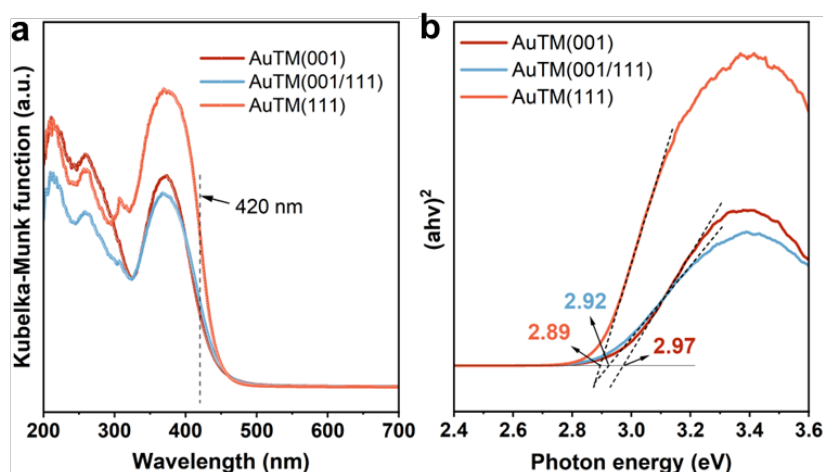 a
AuTM(001)
AuTM(001/111)
AuTM(111)
420 nm
Kubelka-Munk function (a.u.)
200 300 400 500 600 700
Wavelength (nm)
b
AuTM(001)
AuTM(001/111)
AuTM(111)
2.92
2.89
2.97
(ahv)²
2.4 2.6 2.8 3.0 3.2 3.4 3.6
Photon energy (eV)